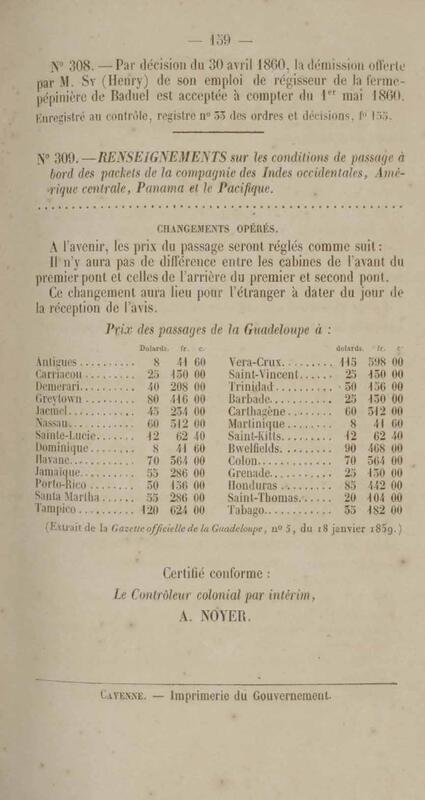 — 159 —
N° 308. — Par décision du 30 avril 1860, la démission offerte
par M. Sy (Henry) de son emploi de régisseur de la ferme-
pépinière de Baduel est acceptée à compter du 1er mai 1860.
Enregistré au contrôle, registre n° 53 des ordres et décisions, f° 155.
N° 309. — RENSEIGNEMENTS sur les conditions de passage à
bord des packets de la compagnie des Indes occidentales, Amé-
rique centrale, Panama et le Pacifique.
CHANGEMENTS OPÉRÉS.
A l'avenir, les prix du passage seront réglés comme suit :
Il n'y aura pas de différence entre les cabines de l'avant du
premier pont et celles de l'arrière du premier et second pont.
Ce changement aura lieu pour l'étranger à dater du jour de
la réception de l'avis.
Prix des passages de la Guadeloupe à :
Dolards. fr. c. dolards. fr. c
Antigues.......... 8 41 60 Vera-Crux.......... 115 598 00
Carriacou.......... 25 130 00 Saint-Vincent...... 25 130 00
Demerari.......... 40 208 00 Trinidad.......... 30 156 00
Greytown.......... 80 416 00 Barbade.......... 25 130 00
Jacmel.......... 45 234 00 Carthagène.......... 60 312 00
Nassau.......... 60 312 00 Martinique.......... 8 41 60
Sainte-Lucie.......... 12 62 40 Saint-Kitts.......... 12 62 40
Dominique.......... 8 41 60 Bwelfields.......... 90 468 00
Havane.......... 70 364 00 Colon.......... 70 364 00
Jamaïque.......... 55 286 00 Grenade.......... 25 130 00
Porto-Rico.......... 30 156 00 Honduras.......... 85 442 00
Santa Martha...... 55 286 00 Saint-Thomas...... 20 104 00
Tampico.......... 120 624 00 Tabago.......... 35 182 00
(Extrait de la Gazette officielle de la Guadeloupe, n° 5, du 18 janvier 1859.)
Certifié conforme :
Le Contrôleur colonial par intérim,
A. NOYER.
CAYENNE. — Imprimerie du Gouvernement.